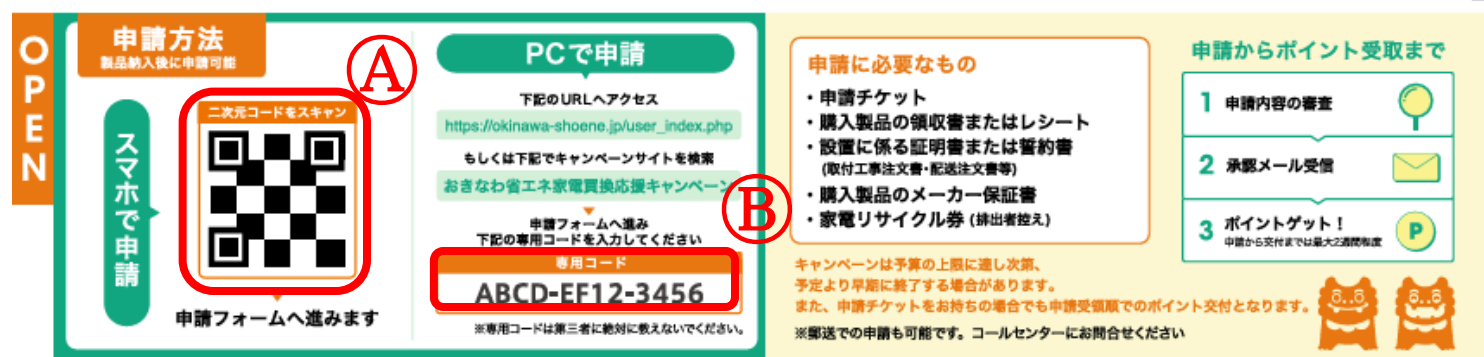 OPEN
申請方法
製品納入後に申請可能
スマホで申請
二次元コードをスキャン
申請フォームへ進みます
A
PCで申請
下記のURLへアクセス
https://okinawa-shoene.jp/user_index.php
もしくは下記でキャンペーンサイトを検索
おきなわ省エネ家電買換応援キャンペーン
申請フォームへ進み
下記の専用コードを入力してください
B
専用コード
ABCD-EF12-3456
※専用コードは第三者に絶対に教えないでください。
申請に必要なもの
・申請チケット
・購入製品の領収書またはレシート
・設置に係る証明書または誓約書
(取付工事注文書・配送注文書等)
・購入製品のメーカー保証書
・家電リサイクル券 (排出者控え)
キャンペーンは予算の上限に達し次第、
予定より早期に終了する場合があります。
また、申請チケットをお持ちの場合でも申請受領順でのポイント交付となります。
※郵送での申請も可能です。コールセンターにお問合せください
申請からポイント受取まで
1 申請内容の審査
2 承認メール受信
3 ポイントゲット！
申請から交付までは最大2週間程度
P